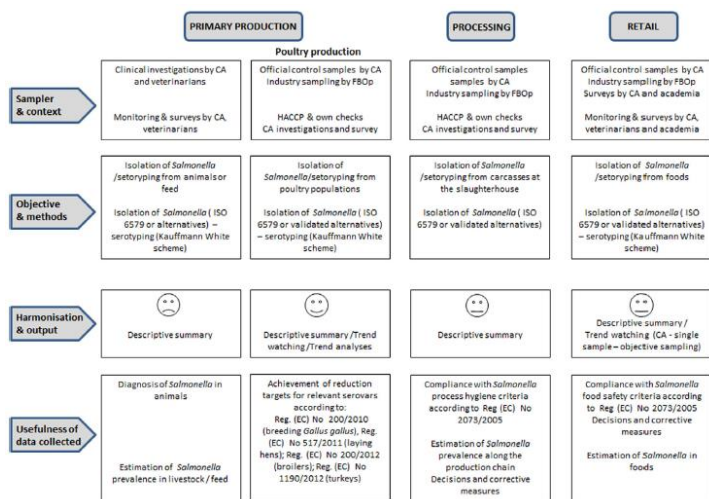 PRIMARY PRODUCTION
PROCESSING
RETAIL
Poultry production
Sampler
& context
Clinical investigations by CA
and veterinarians
Monitoring & surveys by CA,
veterinarians
Official control samples by CA
Industry sampling by FBOp
HACCP & own checks
CA investigations and survey
Official control samples
samples by CA
Industry sampling by FBOp
HACCP & own checks
CA investigations and survey
Official control samples by CA
Industry sampling by FBOp
Surveys by CA and academia
Monitoring & surveys by CA,
veterinarians and academia
Objective
& methods
Isolation of Salmonella
/setoryping from animal or
feed
Isolation of Salmonella ( ISO
6579 or alternatives) –
serotyping (Kauffmann White
scheme)
Isolation of
Salmonella/setoryping from
poultry populations
Isolation of Salmonella ( ISO
6579 or validated alternatives)
– serotyping (Kauffmann White
scheme)
Isolation of Salmonella
/setoryping from carcasses at
the slaughterhouse
Isolation of Salmonella ( ISO
6579 or validated alternatives)
Isolation of Salmonella
/setoryping from foods
Isolation of Salmonella ( ISO
6579 or validated alternatives)
– serotyping (Kauffmann White
scheme)
Harmonisation
& output
Descriptive summary
Descriptive summary /Trend
watching /Trend analyses
Descriptive summary
Descriptive summary /
Trend watching (CA - single
sample – objective sampling)
Usefulness of
data collected
Diagnosis of Salmonella in
animals
Estimation of Salmonella
prevalence in livestock / feed
Achievement of reduction
targets for relevant serovars
according to:
Reg. (EC) No 200/2010
(breeding Gallus gallus), Reg.
(EC) No 517/2011 (laying
hens); Reg. (EC) No 200/2012
(broilers); Reg. (EC) No
1190/2012 (turkeys)
Compliance with Salmonella
process hygiene criteria
according to Reg (EC) No
2073/2005
Estimation of Salmonella
prevalence along the
production chain
Decisions and corrective
measures
Compliance with Salmonella
food safety criteria according
to Reg (EC) No 2073/2005
Decisions and corrective
measures
Estimation of Salmonella in
foods